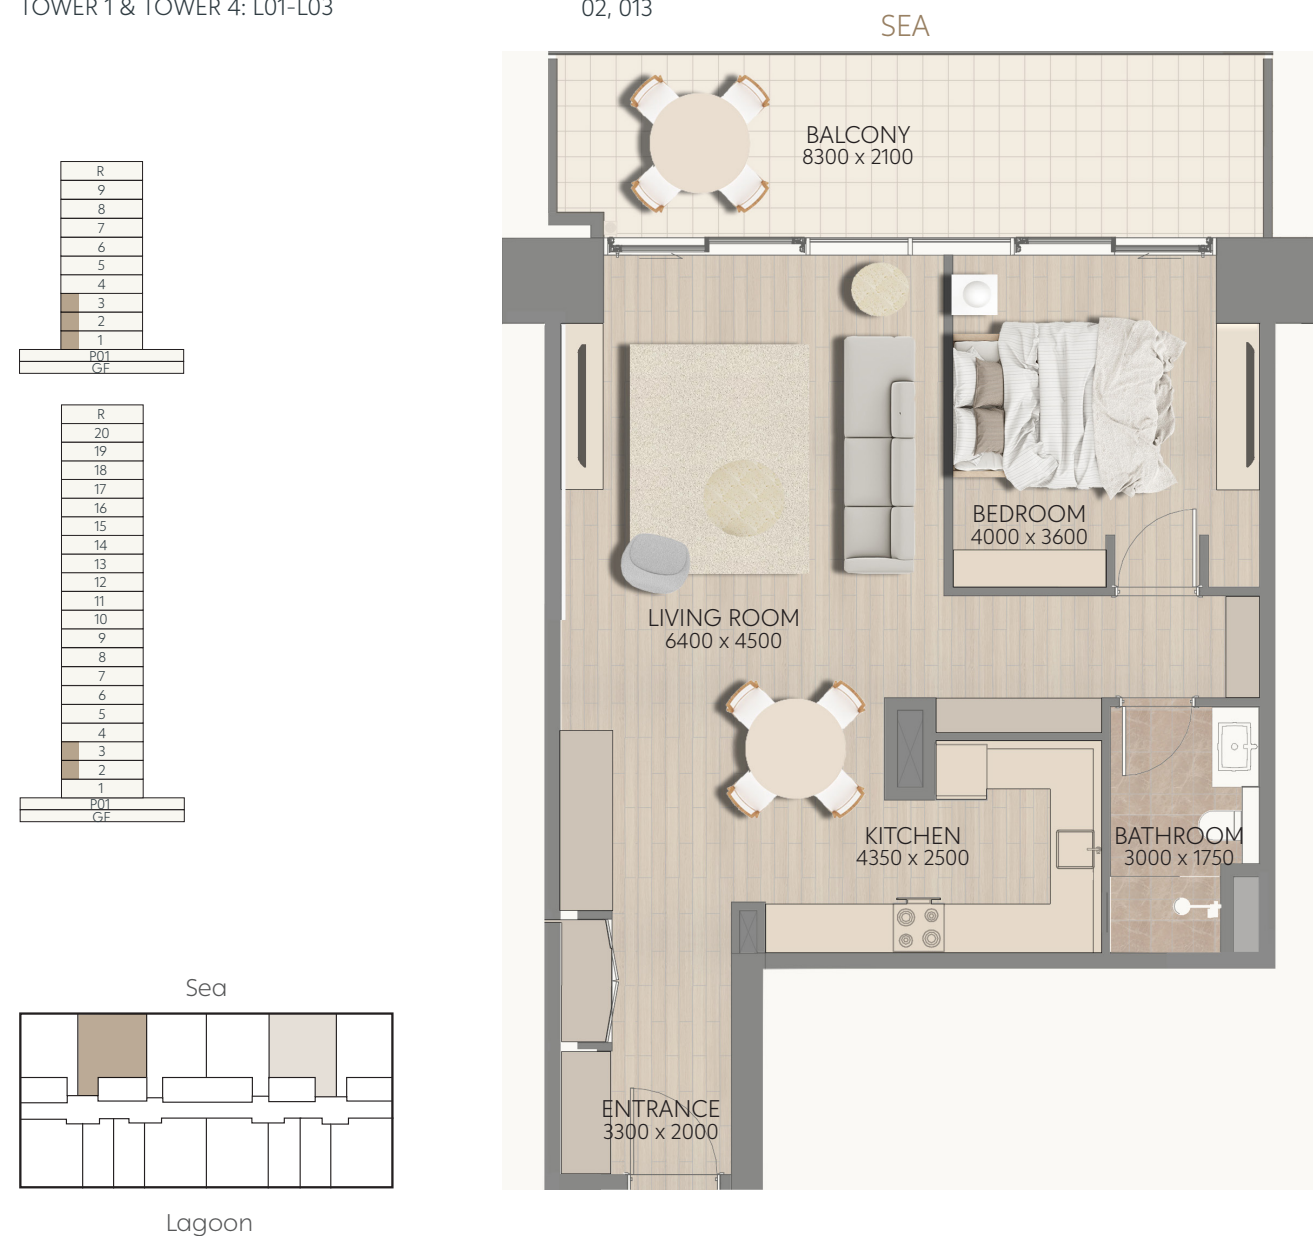 TOWER 1 & TOWER 4: L01-L03
02, 013
SEA
BALCONY
8300 x 2100
R
9
8
7
6
5
4
3
2
1
P01
GF
R
20
19
18
17
16
15
14
13
12
11
10
9
8
7
6
5
4
3
2
1
P01
GF
BEDROOM
4000 x 3600
LIVING ROOM
6400 x 4500
KITCHEN
4350 x 2500
BATHROOM
3000 x 1750
ENTRANCE
3300 x 2000
Sea
Lagoon